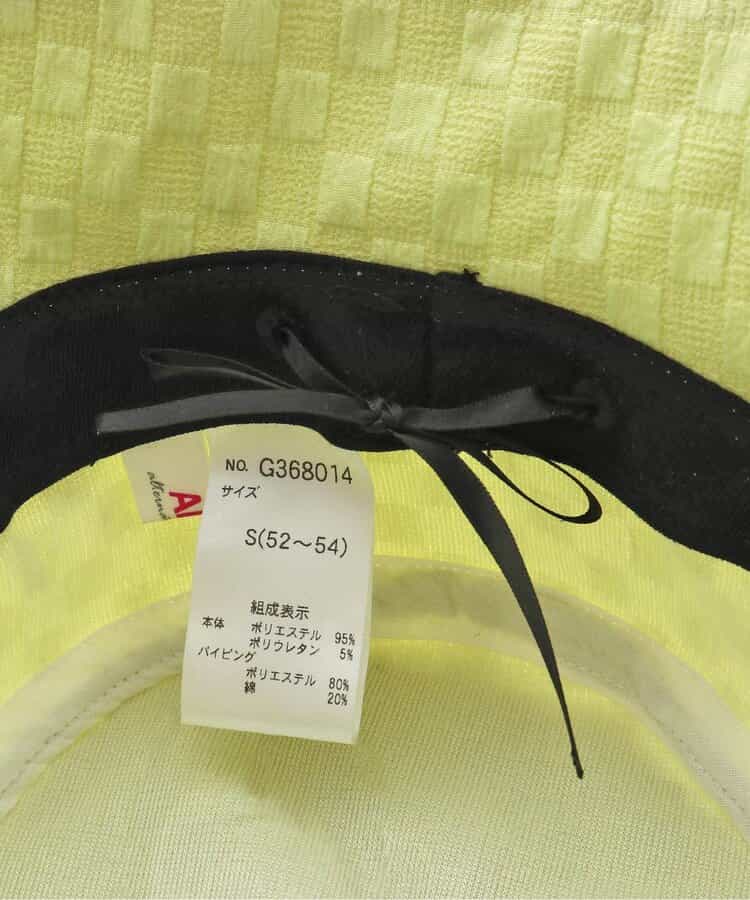 NO. G368014
サイズ
S(52〜54)
組成表示
本体 ポリエステル 95%
ポリウレタン 5%
パイピング
ポリエステル 80%
綿 20%